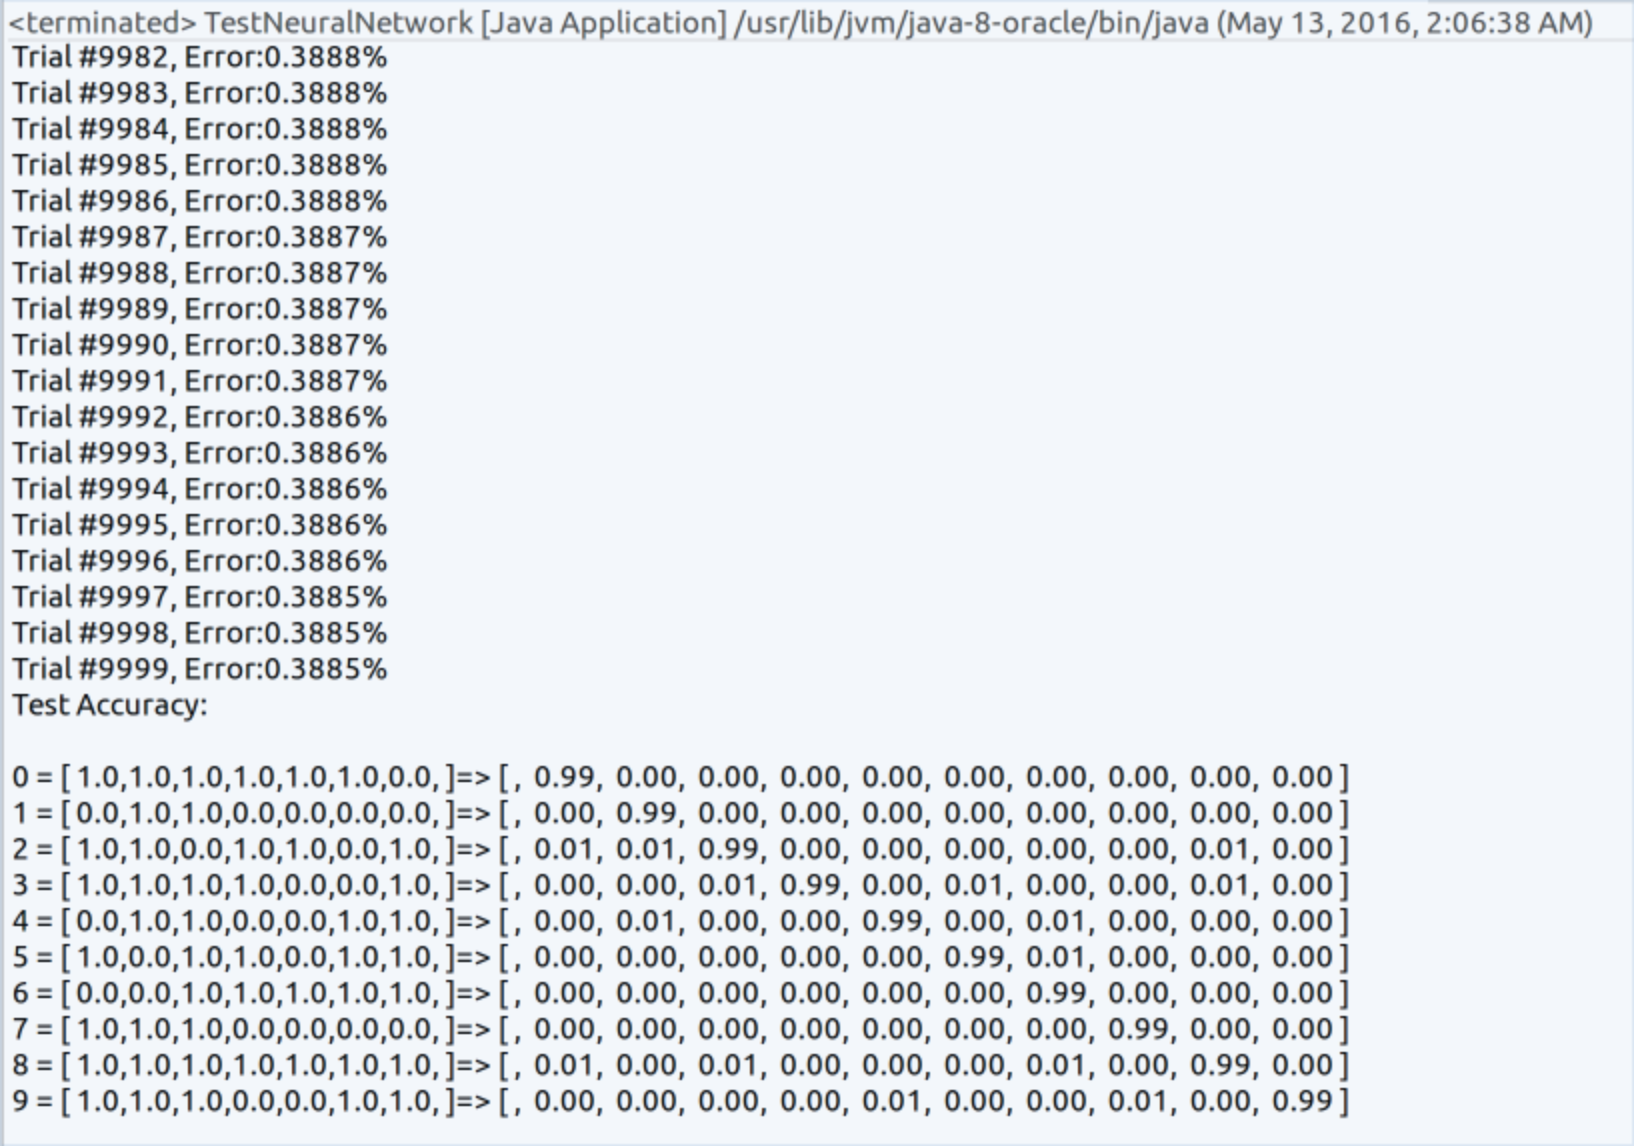 <terminated> TestNeuralNetwork [Java Application] /usr/lib/jvm/java-8-oracle/bin/java (May 13, 2016, 2:06:38 AM)
Trial #9982, Error:0.3888%
Trial #9983, Error:0.3888%
Trial #9984, Error:0.3888%
Trial #9985, Error:0.3888%
Trial #9986, Error:0.3888%
Trial #9987, Error:0.3887%
Trial #9988, Error:0.3887%
Trial #9989, Error:0.3887%
Trial #9990, Error:0.3887%
Trial #9991, Error:0.3887%
Trial #9992, Error:0.3886%
Trial #9993, Error:0.3886%
Trial #9994, Error:0.3886%
Trial #9995, Error:0.3886%
Trial #9996, Error:0.3886%
Trial #9997, Error:0.3885%
Trial #9998, Error:0.3885%
Trial #9999, Error:0.3885%
Test Accuracy:
0 = [ 1.0,1.0,1.0,1.0,1.0,1.0,0.0, ]=> [, 0.99, 0.00, 0.00, 0.00, 0.00, 0.00, 0.00, 0.00, 0.00, 0.00 ]
1 = [ 0.0,1.0,1.0,0.0,0.0,0.0,0.0, ]=> [, 0.00, 0.99, 0.00, 0.00, 0.00, 0.00, 0.00, 0.00, 0.00, 0.00 ]
2 = [ 1.0,1.0,0.0,1.0,1.0,0.0,1.0, ]=> [, 0.01, 0.01, 0.99, 0.00, 0.00, 0.00, 0.00, 0.00, 0.01, 0.00 ]
3 = [ 1.0,1.0,1.0,1.0,0.0,0.0,1.0, ]=> [, 0.00, 0.00, 0.01, 0.99, 0.00, 0.01, 0.00, 0.00, 0.01, 0.00 ]
4 = [ 0.0,1.0,1.0,0.0,0.0,1.0,1.0, ]=> [, 0.00, 0.01, 0.00, 0.00, 0.99, 0.00, 0.01, 0.00, 0.00, 0.00 ]
5 = [ 1.0,0.0,1.0,1.0,0.0,1.0,1.0, ]=> [, 0.00, 0.00, 0.00, 0.00, 0.00, 0.99, 0.01, 0.00, 0.00, 0.00 ]
6 = [ 0.0,0.0,1.0,1.0,1.0,1.0,1.0, ]=> [, 0.00, 0.00, 0.00, 0.00, 0.00, 0.00, 0.99, 0.00, 0.00, 0.00 ]
7 = [ 1.0,1.0,1.0,0.0,0.0,0.0,0.0, ]=> [, 0.00, 0.00, 0.00, 0.00, 0.00, 0.00, 0.00, 0.99, 0.00, 0.00 ]
8 = [ 1.0,1.0,1.0,1.0,1.0,1.0,1.0, ]=> [, 0.01, 0.00, 0.01, 0.00, 0.00, 0.00, 0.01, 0.00, 0.99, 0.00 ]
9 = [ 1.0,1.0,1.0,0.0,0.0,1.0,1.0, ]=> [, 0.00, 0.00, 0.00, 0.00, 0.01, 0.00, 0.00, 0.01, 0.00, 0.99 ]